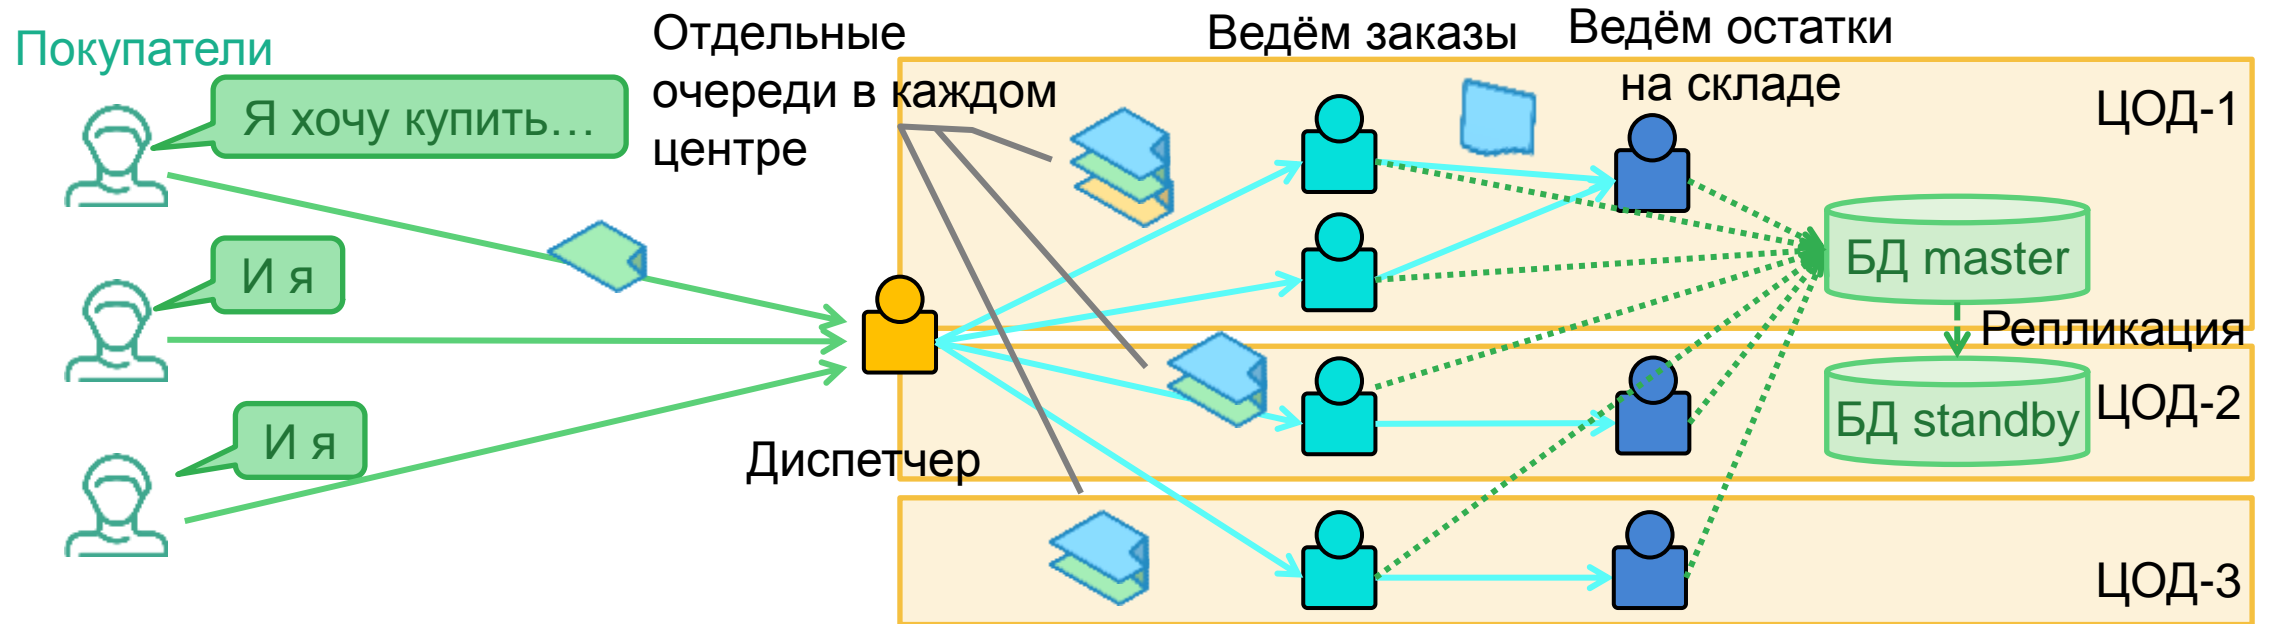 Покупатели
Я хочу купить…
И я
И я
Отдельные
очереди в каждом
центре
Диспетчер
Ведём заказы
Ведём остатки
на складе
ЦОД-1
БД master
Репликация
БД standby
ЦОД-2
ЦОД-3